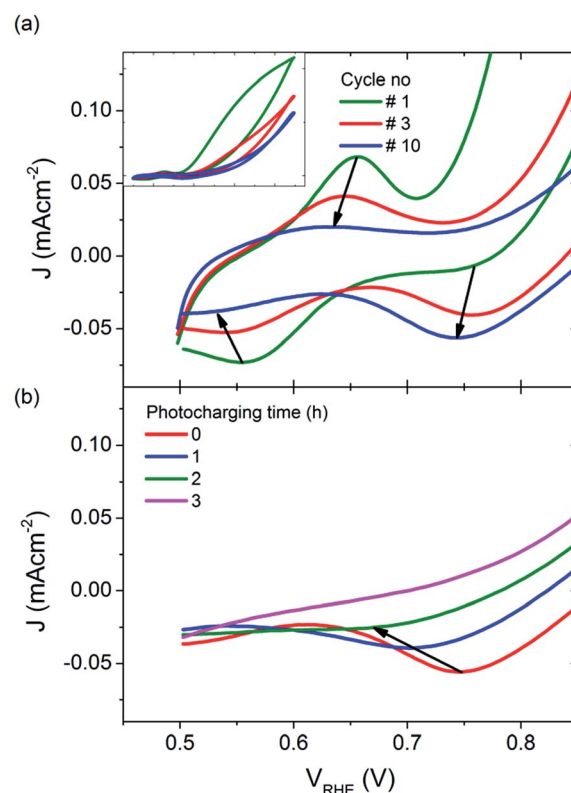 (a)
Cycle no
# 1
# 3
# 10
0.10
0.05
0.00
-0.05
J (mAcm-2)
(b)
Photocharging time (h)
0
1
2
3
0.10
0.05
0.00
-0.05
J (mAcm-2)
0.5 0.6 0.7 0.8
VRHE (V)